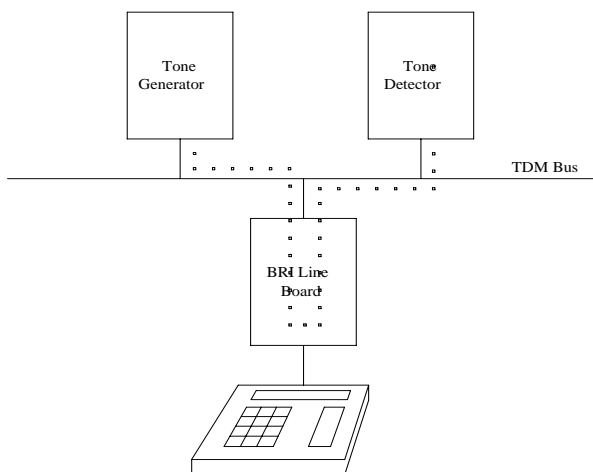 Tone
Generator
Tone
Detector
TDM Bus
BRI Line
Board